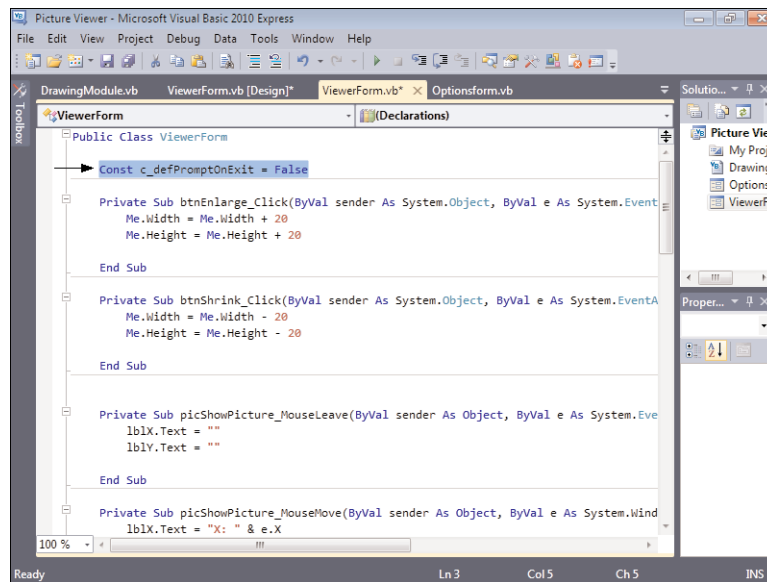 Picture Viewer - Microsoft Visual Basic 2010 Express
File Edit View Project Debug Data Tools Window Help
Toolbox
DrawingModule.vb ViewerForm.vb [Design]* ViewerForm.vb* Optionsform.vb
ViewerForm (Declarations)
Public Class ViewerForm
Const c_defPromptOnExit = False
Private Sub btnEnlarge_Click(ByVal sender As System.Object, ByVal e As System.Event
Me.Width = Me.Width + 20
Me.Height = Me.Height + 20
End Sub
Private Sub btnShrink_Click(ByVal sender As System.Object, ByVal e As System.EventA
Me.Width = Me.Width - 20
Me.Height = Me.Height - 20
End Sub
Private Sub picShowPicture_MouseLeave(ByVal sender As Object, ByVal e As System.Eve
lblX.Text = ""
lblY.Text = ""
End Sub
Private Sub picShowPicture_MouseMove(ByVal sender As Object, ByVal e As System.Wind
lblX.Text = "X: " & e.X
100 %
Solutio...
Picture Vie
My Proj
Drawing
Options
ViewerF
Proper...
Ready Ln 3 Col 5 Ch 5 INS